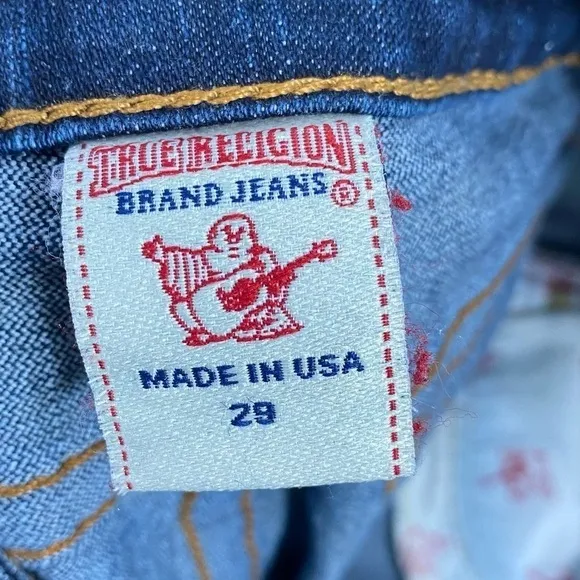 TRUE RELIGION
BRAND JEANS ®
MADE IN USA
29